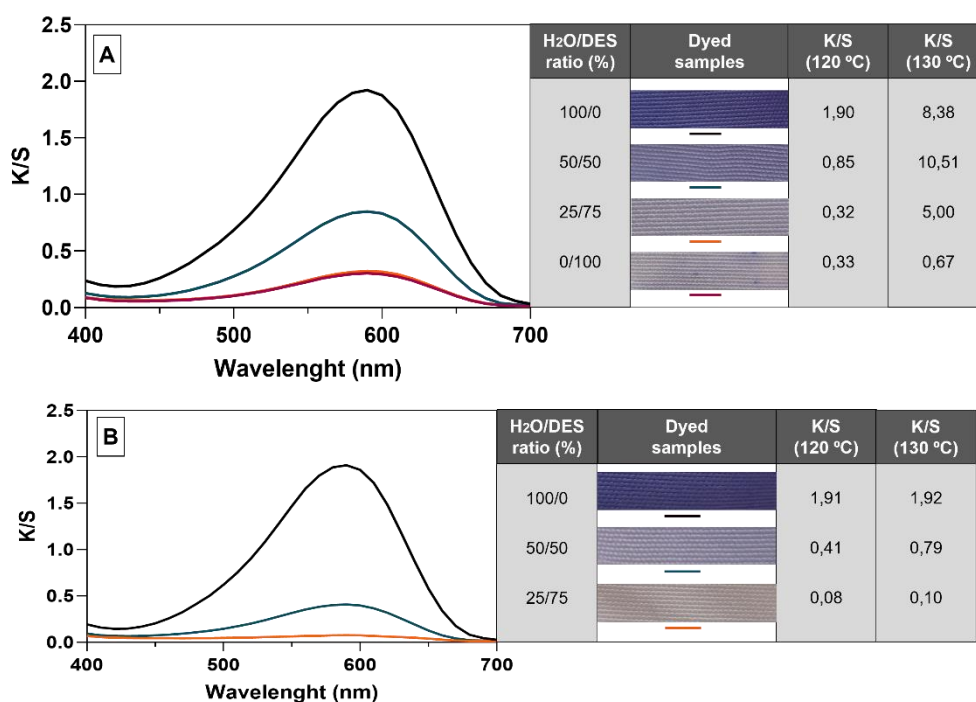 A
2.5
2.0
1.5
1.0
0.5
0.0
K/S
400 500 600 700
Wavelenght (nm)
H2O/DES ratio (%) Dyed samples K/S (120 ºC) K/S (130 ºC)
100/0 1,90 8,38
50/50 0,85 10,51
25/75 0,32 5,00
0/100 0,33 0,67
B
2.5
2.0
1.5
1.0
0.5
0.0
K/S
400 500 600 700
Wavelenght (nm)
H2O/DES ratio (%) Dyed samples K/S (120 ºC) K/S (130 ºC)
100/0 1,91 1,92
50/50 0,41 0,79
25/75 0,08 0,10